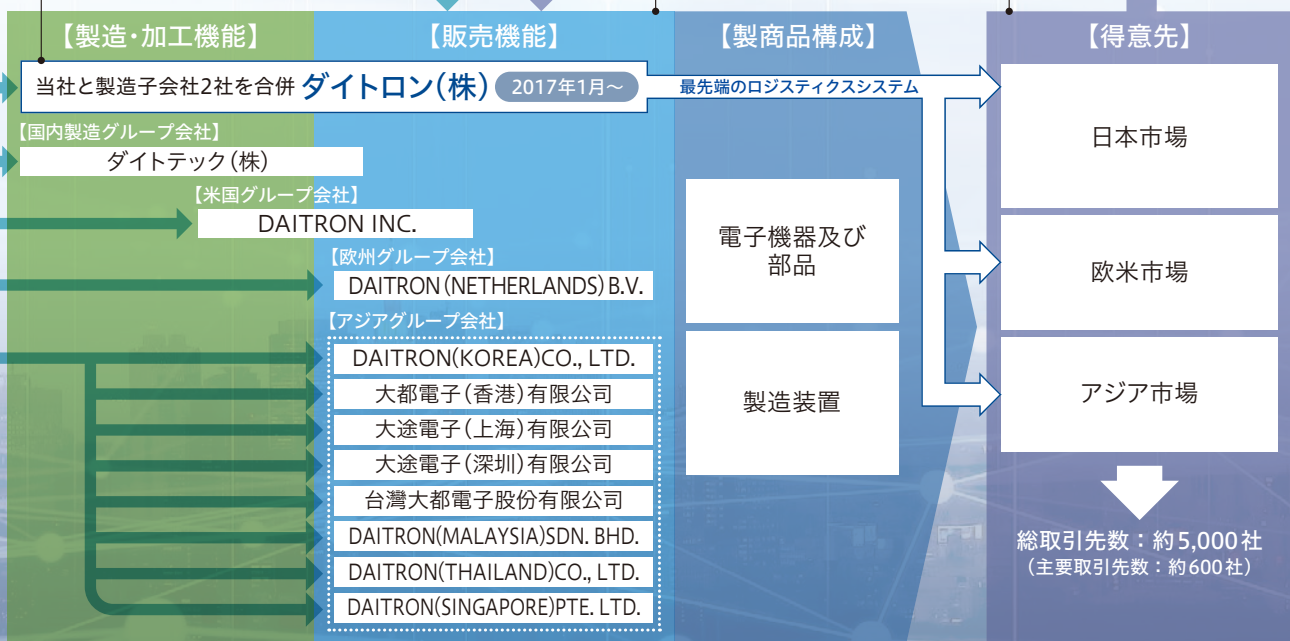 【製造・加工機能】
【販売機能】
【製商品構成】
【得意先】
当社と製造子会社2社を合併 ダイトロン(株) 2017年1月～
最先端のロジスティクスシステム
【国内製造グループ会社】
ダイトテック(株)
【米国グループ会社】
DAITRON INC.
【欧州グループ会社】
DAITRON(NETHERLANDS)B.V.
【アジアグループ会社】
DAITRON(KOREA)CO., LTD.
大都電子(香港)有限公司
大途電子(上海)有限公司
大途電子(深圳)有限公司
台灣大都電子股份有限公司
DAITRON(MALAYSIA)SDN. BHD.
DAITRON(THAILAND)CO., LTD.
DAITRON(SINGAPORE)PTE. LTD.
電子機器及び
部品
製造装置
日本市場
欧米市場
アジア市場
総取引先数：約5,000社
(主要取引先数：約600社)